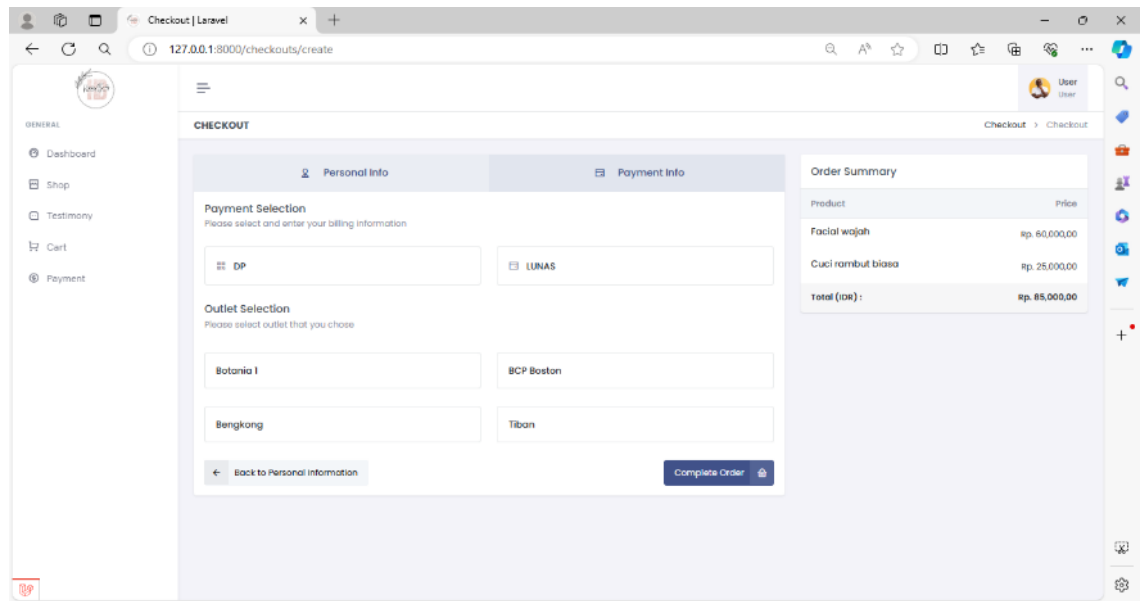 Checkout | Laravel
127.0.0.1:8000/checkouts/create
User
User
GENERAL
Dashboard
Shop
Testimony
Cart
Payment
CHECKOUT
Checkout > Checkout
Personal Info
Payment Info
Payment Selection
Please select and enter your billing information
DP
LUNAS
Outlet Selection
Please select outlet that you chose
Botania 1
BCP Boston
Bengkong
Tiban
Back to Personal Information
Complete Order
Order Summary
Product Price
Facial wajah Rp. 60,000,00
Cuci rambut biasa Rp. 25,000,00
Total (IDR) : Rp. 85,000,00